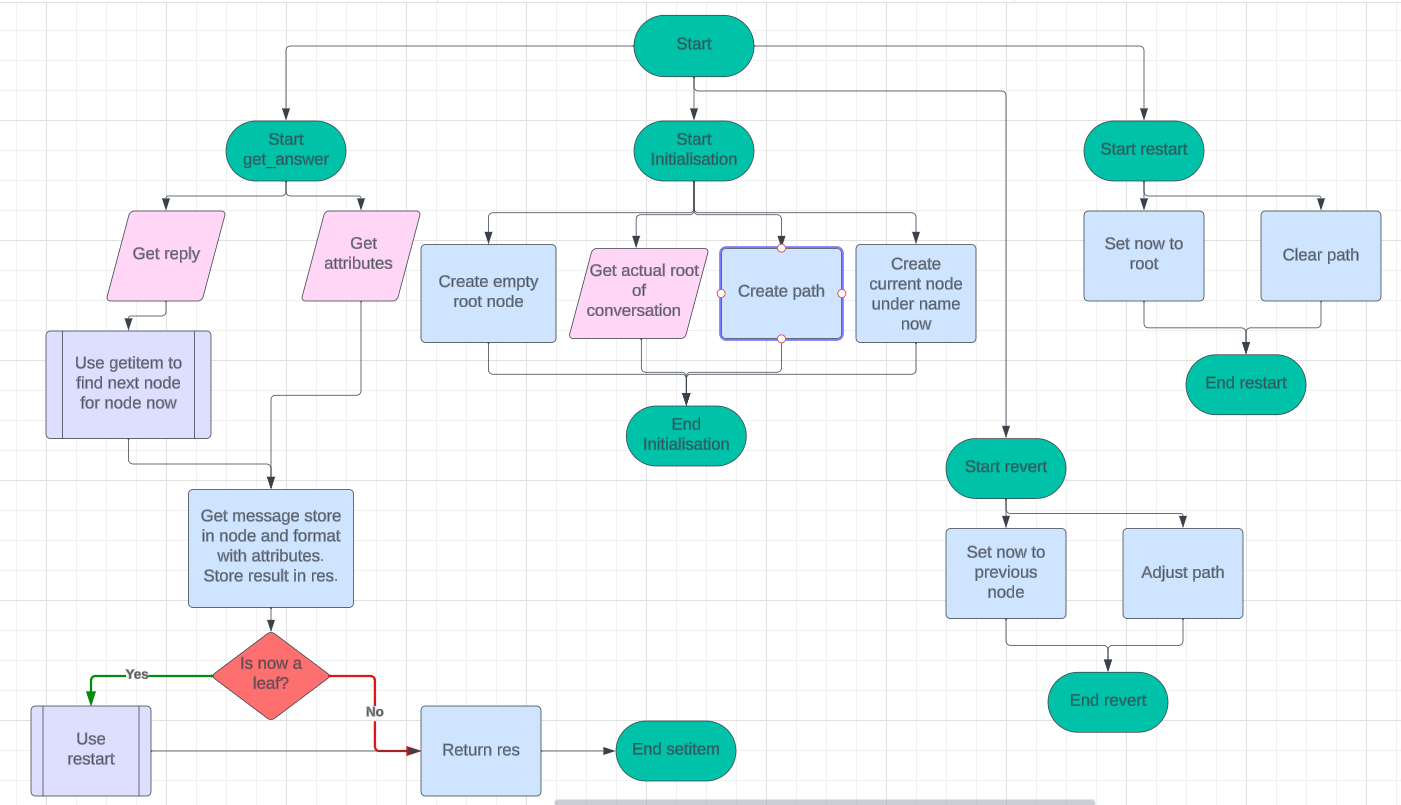 Start
Start
get_answer
Start
Initialisation
Start restart
Get reply
Get
attributes
Create empty
root node
Get actual root
of
conversation
Create path
Create
current node
under name
now
Set now to
root
Clear path
Use getitem to
find next node
for node now
End restart
End
Initialisation
Start revert
Get message store
in node and format
with attributes.
Store result in res.
Set now to
previous
node
Adjust path
Is now a
leaf?
Yes
No
Use
restart
Return res
End setitem
End revert